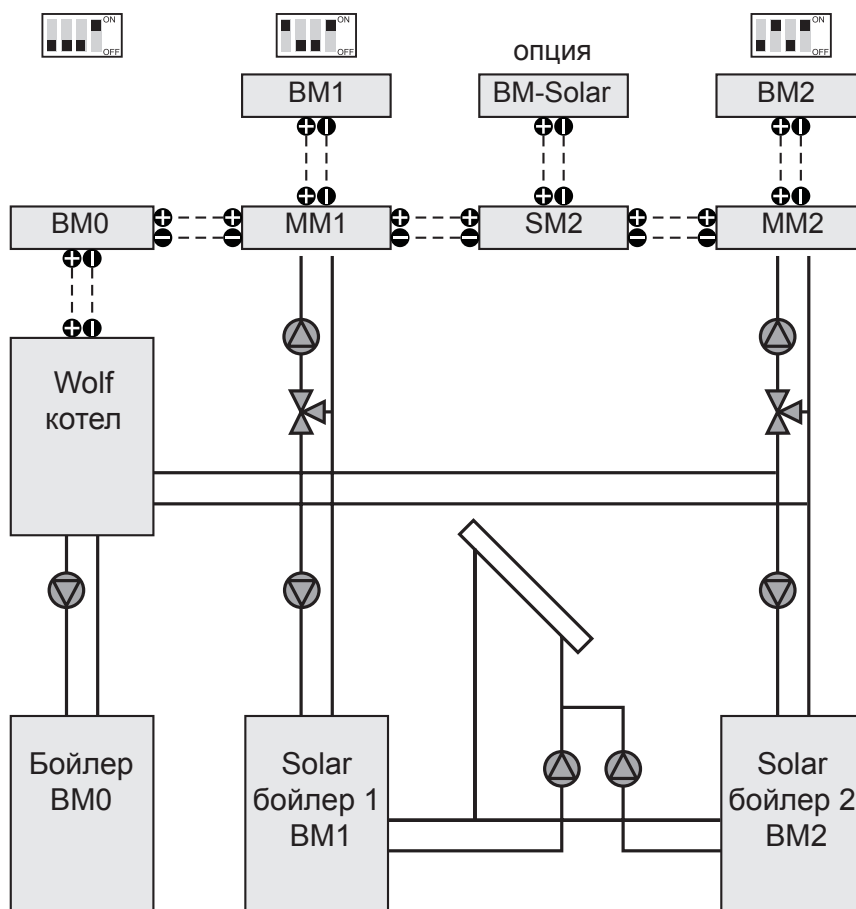 ON
OFF
ON
OFF
ON
OFF
опция
BM1
BM-Solar
BM2
BM0
MM1
SM2
MM2
Wolf
котел
Бойлер
BM0
Solar
бойлер 1
BM1
Solar
бойлер 2
BM2